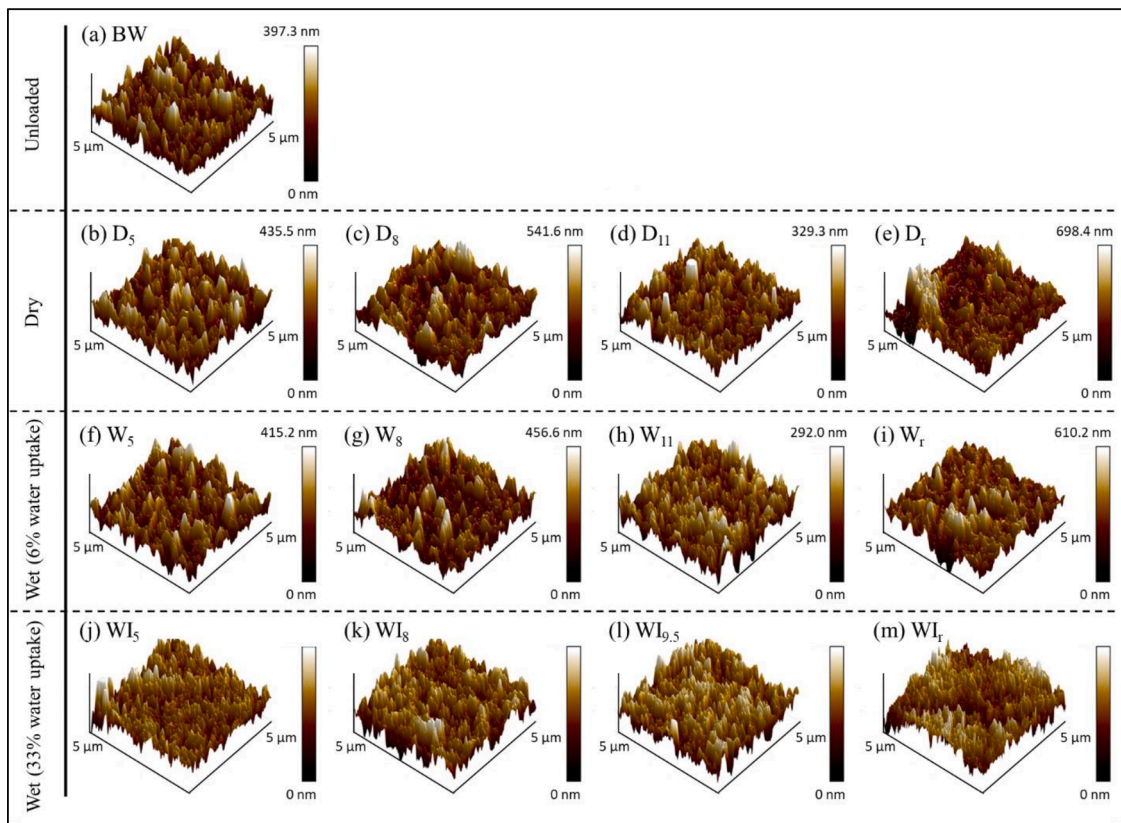 Unloaded
(a) BW
397.3 nm
5 µm
5 µm
0 nm
Dry
(b) D5
435.5 nm
5 µm
5 µm
0 nm
(c) D8
541.6 nm
5 µm
5 µm
0 nm
(d) D11
329.3 nm
5 µm
5 µm
0 nm
(e) Dr
698.4 nm
5 µm
5 µm
0 nm
Wet (6% water uptake)
(f) W5
415.2 nm
5 µm
5 µm
0 nm
(g) W8
456.6 nm
5 µm
5 µm
0 nm
(h) W11
292.0 nm
5 µm
5 µm
0 nm
(i) Wr
610.2 nm
5 µm
5 µm
0 nm
Wet (33% water uptake)
(j) WI5
5 µm
5 µm
0 nm
(k) WI8
5 µm
5 µm
0 nm
(l) WI9.5
5 µm
5 µm
0 nm
(m) WIr
5 µm
5 µm
0 nm